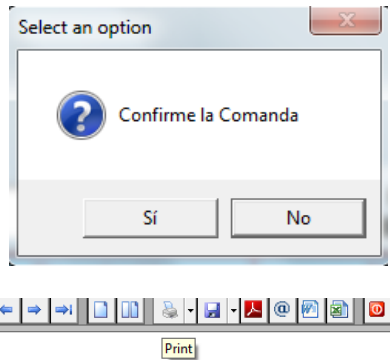 Select an option
Confirme la Comanda
Sí
No
Print